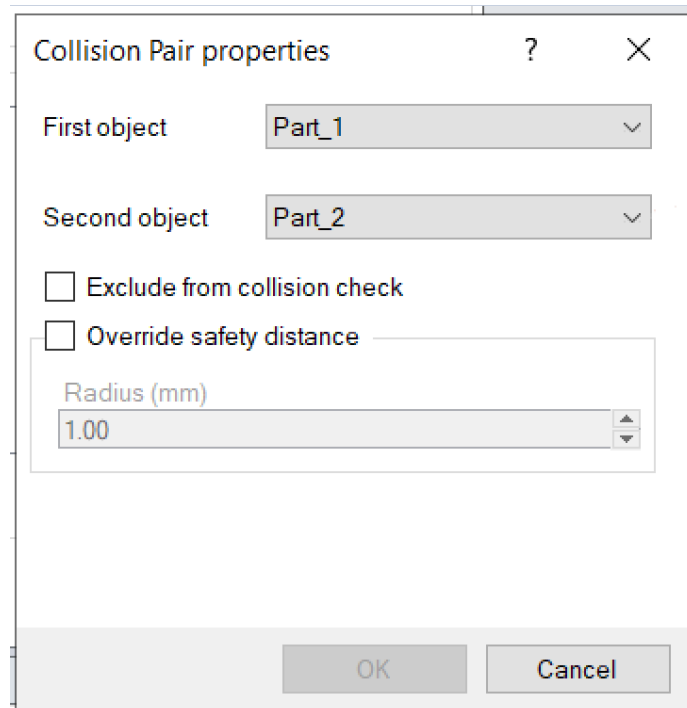 Collision Pair properties ?
First object Part_1
Second object Part_2
Exclude from collision check
Override safety distance
Radius (mm)
1.00
OK Cancel